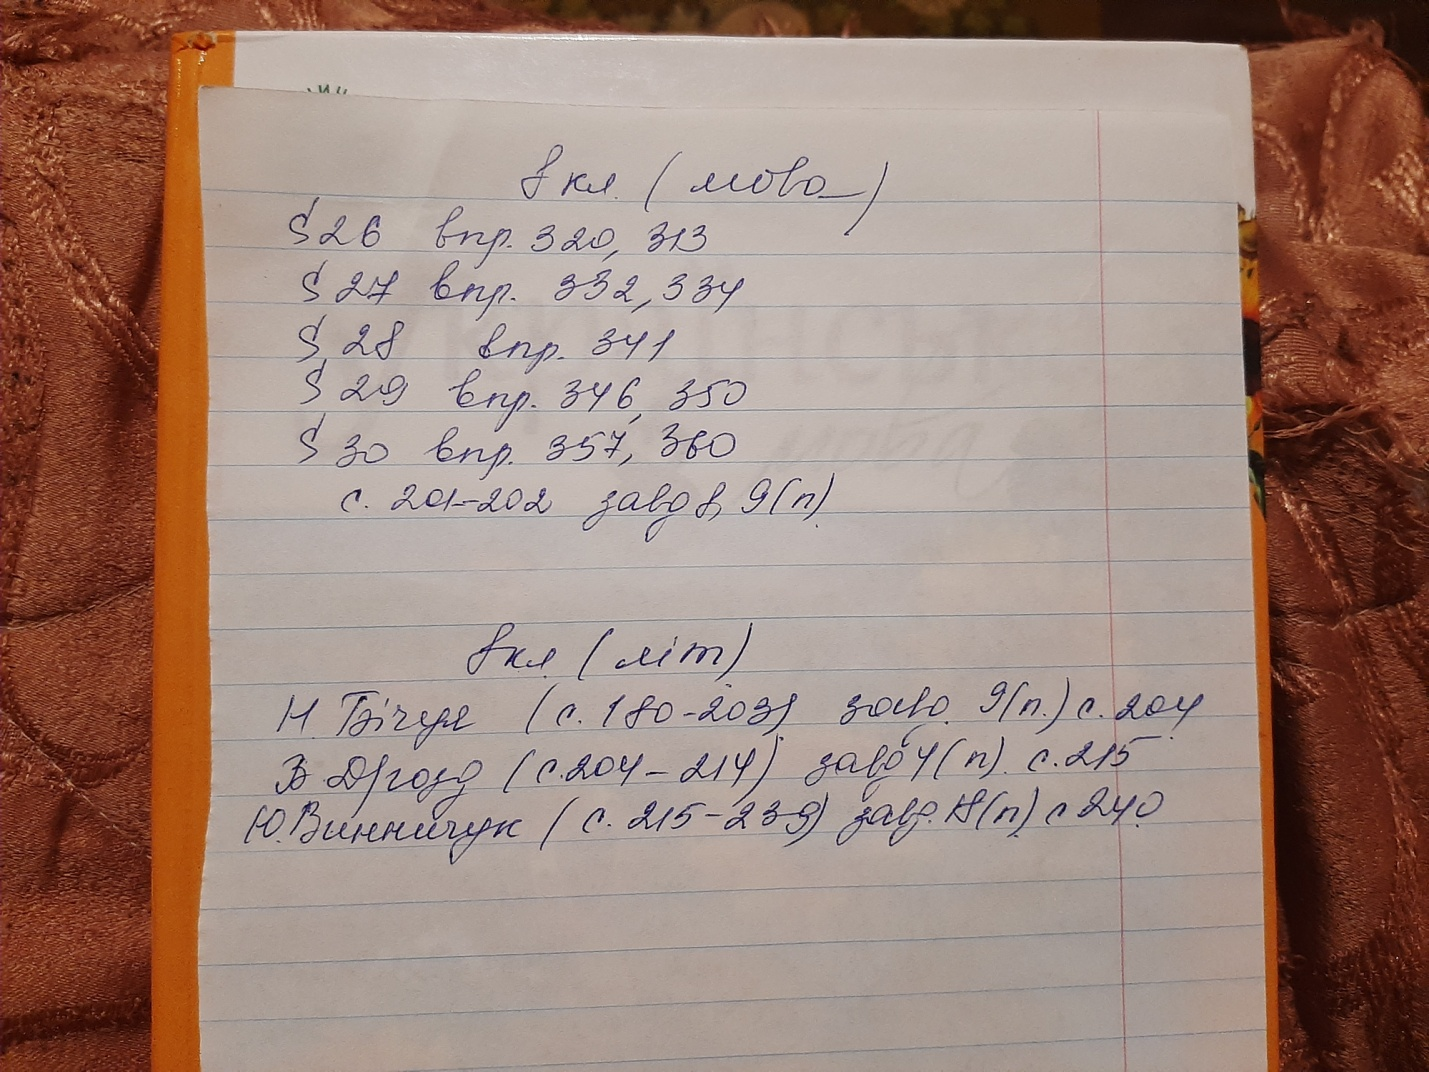 8 кл. (мова)
§ 26 впр. 320, 313
§ 27 впр. 332, 334
§ 28 впр. 341
§ 29 впр. 346, 350
§ 30 впр. 357, 360
с. 201-202 завд 8, 9(п)
8 кл (літ)
Н. Бічуя (с. 180-203) завд. 9(п.) с. 204
В Дрозд (с.204-214) завд 4(п). с.215
Ю.Винничук (с. 215-239) завд. (п) с 240